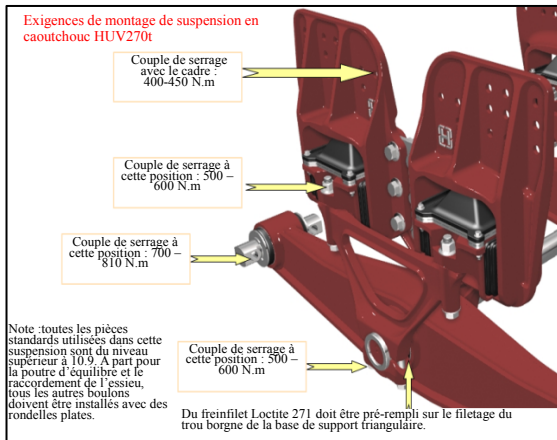 Exigences de montage de suspension en
caoutchouc HUV270t
Couple de serrage
avec le cadre :
400-450 N.m
Couple de serrage à
cette position : 500 –
600 N.m
Couple de serrage à
cette position : 700 –
810 N.m
Note :toutes les pièces
standards utilisées dans cette
suspension sont du niveau
supérieur à 10.9. A part pour
la poutre d'équilibre et le
raccordement de l'essieu,
tous les autres boulons
doivent être installés avec des
rondelles plates.
Couple de serrage à
cette position : 500 –
600 N.m
Du freinfilet Loctite 271 doit être pré-rempli sur le filetage du
trou borgne de la base de support triangulaire.